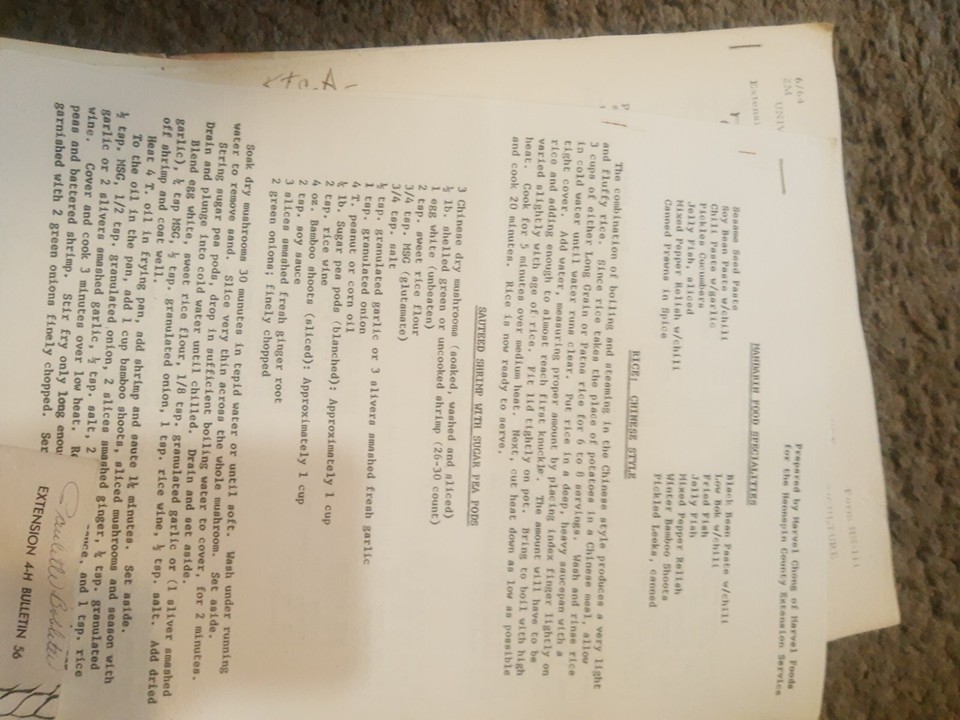 6/64
2M
UNIV
Extensi
Prepared by Marvel Chong of Marvel Foods
for the Hennepin County Extension Service
MANDARIN FOOD SPECIALITIES
Sesame Seed Paste
Soy Bean Paste w/chili
Chili Paste w/garlic
Pickles Cucumbers
Jelly Fish, sliced
Mixed Pepper Relish w/chili
Canned Prawns in Spice
Black Bean Paste w/chili
Low Bok w/chili
Fried Fish
Jelly Fish
Mixed Pepper Relish
Winter Bamboo Shoots
Pickled Leeks, canned
RICE: CHINESE STYLE
The combination of boiling and steaming in the Chinese style produces a very light
and fluffy rice. Since rice takes the place of potatoes in a Chinese meal, allow
3 cups of either Long Grain or Patna rice for 6 to 8 servings. Wash and rinse rice
in cold water until water runs clear. Put rice in a deep, heavy saucepan with a
tight cover. Add water, measuring proper amount by placing index finger lightly on
rice and adding enough to almost reach first knuckle. The amount will have to be
varied slightly with age of rice. Fit lid tightly on pot. Bring to boil with high
heat. Cook for 5 minutes over medium heat. Next, cut heat down as low as possible
and cook 20 minutes. Rice is now ready to serve.
SAUTEED SHRIMP WITH SUGAR PEA PODS
3 Chinese dry mushrooms (soaked, washed and sliced)
½ lb. shelled green or uncooked shrimp (26-30 count)
1 egg white (unbeaten)
2 tsp. sweet rice flour
3/4 tsp. MSG (glutamate)
3/4 tsp. salt
½ tsp. granulated garlic or 3 slivers smashed fresh garlic
1 tsp. granulated onion
4 T. peanut or corn oil
½ lb. Sugar pea pods (blanched); Approximately 1 cup
2 tsp. rice wine
4 oz. Bamboo shoots (sliced); Approximately 1 cup
2 tsp. soy sauce
3 slices smashed fresh ginger root
2 green onions; finely chopped
Soak dry mushrooms 30 munutes in tepid water or until soft. Wash under running
water to remove sand. Slice very thin across the whole mushroom. Set aside.
String sugar pea pods, drop in sufficient boiling water to cover, for 2 minutes.
Drain and plunge into cold water until chilled. Drain and set aside.
Blend egg white, sweet rice flour, 1/8 tsp. granulated garlic or (1 sliver smashed
garlic), ½ tsp MSG, ½ tsp. granulated onion, 1 tsp. rice wine, ½ tsp. salt. Add dried
off shrimp and coat well.
Heat 4 T. oil in frying pan, add shrimp and saute 1½ minutes. Set aside.
To the oil in the pan, add 1 cup bamboo shoots, sliced mushrooms and season with
½ tsp. MSG, 1/2 tsp. granulated onion, 2 slices smashed ginger, ½ tsp. granulated
garlic or 2 slivers smashed garlic, ½ tsp. salt, 2 sauce, and 1 tsp. rice
wine. Cover and cook 3 minutes over low heat.
peas and battered shrimp. Stir fry only long enou
garnished with 2 green onions finely chopped. Ser
Paulette
EXTENSION 4-H BULLETIN 56